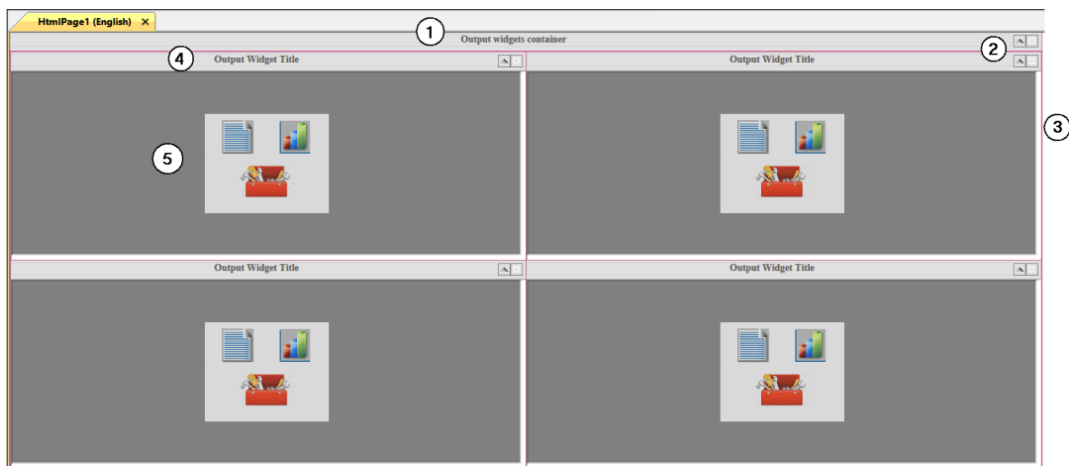 HtmlPage1 (English) ×
1
Output widgets container
2
4
Output Widget Title
Output Widget Title
3
5
Output Widget Title
Output Widget Title